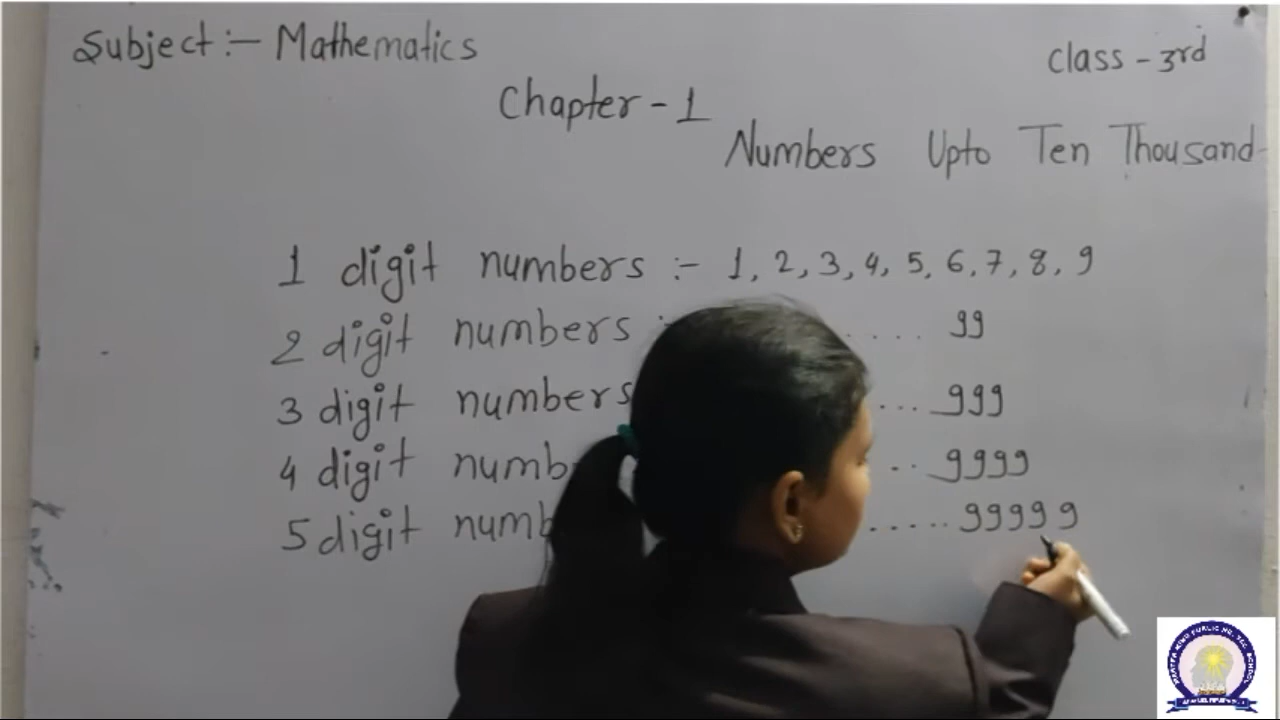 Subject :- Mathematics
Class - 3rd
Chapter - 1
Numbers Upto Ten Thousand
1 digit numbers :- 1, 2, 3, 4, 5, 6, 7, 8, 9
2 digit numbers : .... 99
3 digit numbers ... 999
4 digit numb .. 9999
5 digit numb ..... 99999